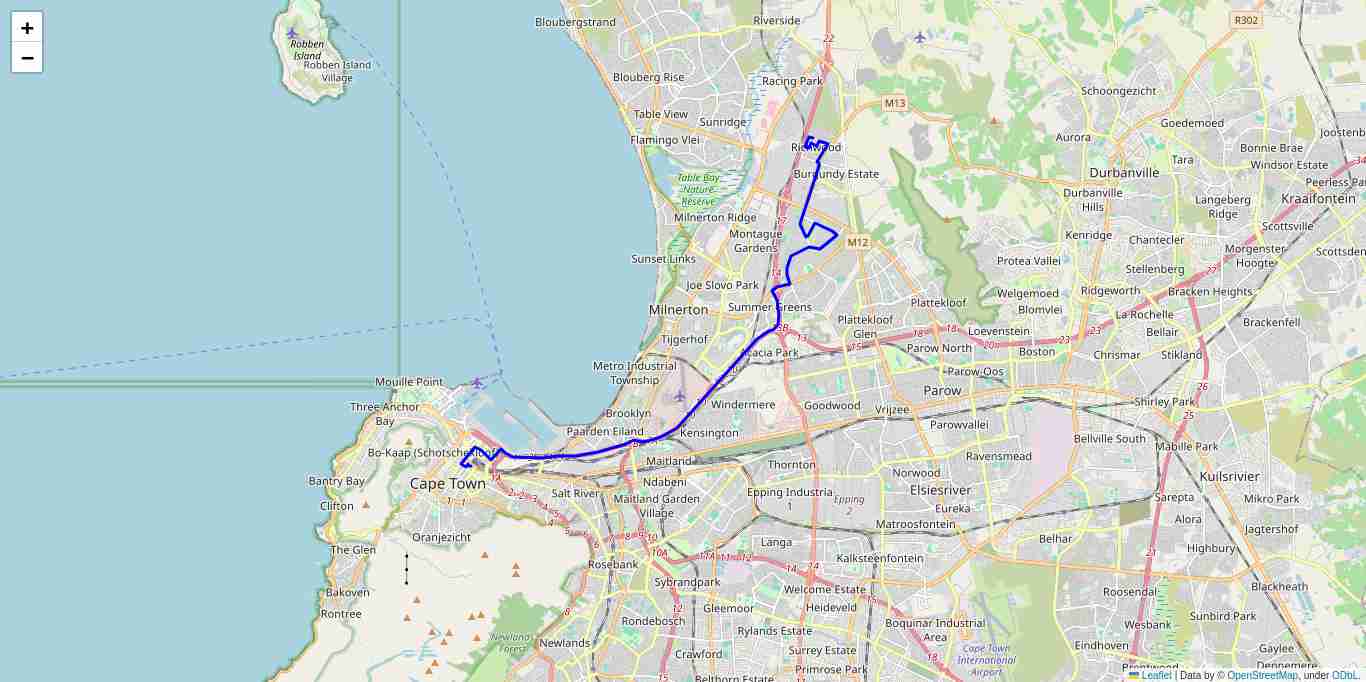 +
−
Bloubergstrand
Riverside
R302
22
Robben
Island
Robben Island
Village
Blouberg Rise
Racing Park
Schoongezicht
M13
Table View
Sunridge
Goedemoed
Flamingo Vlei
Aurora
Joostenb
Richwood
Bonnie Brae
Tara
Windsor Estate
34
Table Bay
Nature
Reserve
Burgundy Estate
Durbanville
Peerless Par
Durbanville
Hills
Langeberg
Ridge
Kraaifontein
Milnerton Ridge
17
Scottsville
Montague
Gardens
M12
Kenridge
Chantecler
Morgenster
Hoogte
Scottsden
Sunset Links
Protea Vallei
Stellenberg
14
Joe Slovo Park
Welgemoed
Ridgeworth
Bracken Heights
Milnerton
Summer Greens
Plattekloof
Blomvlei
La Rochelle
Plattekloof
Glen
Brackenfell
13B
13
15
18
Loevenstein
20
23
23
Bellair
Tijgerhof
Acacia Park
Parow North
Boston
Chrismar
Stikland
Metro Industrial
Township
10
Parow-Oos
Mouille Point
Parow
26
Three Anchor
Bay
Brooklyn
Windermere
Goodwood
Vrijzee
Shirley Park
25
Paarden Eiland
Kensington
Parowvallei
Bellville South
Mabille Park
Bo-Kaap (Schotschekloof)
Maitland
Thornton
Ravensmead
Bantry Bay
Cape Town
1A
Ndabeni
Norwood
Kuilsrivier
Clifton
2
3
4
Salt River
Maitland Garden
Village
Epping Industria
1
Epping
2
Elsiesriver
Sarepta
Mikro Park
Eureka
Oranjezicht
Matroosfontein
Alora
Jagtershof
6
8
9
10
Langa
Belhar
The Glen
10A
11A
11
12
Kalksteenfontein
21
Highbury
Rosebank
14
14
Bakoven
Sybrandpark
Welcome Estate
Roosendal
Blackheath
Rontree
8
12
Gleemoor
Heideveld
Rondebosch
Boquinar Industrial
Area
Wesbank
Sunbird Park
Newlands
Forest
Newlands
Rylands Estate
Cape Town
International
Airport
Eindhoven
Crawford
Surrey Estate
18
Gaylee
Primrose Park
Brentwood
Dennemere
Belthorn Estate
Leaflet | Data by © OpenStreetMap, under ODbL.